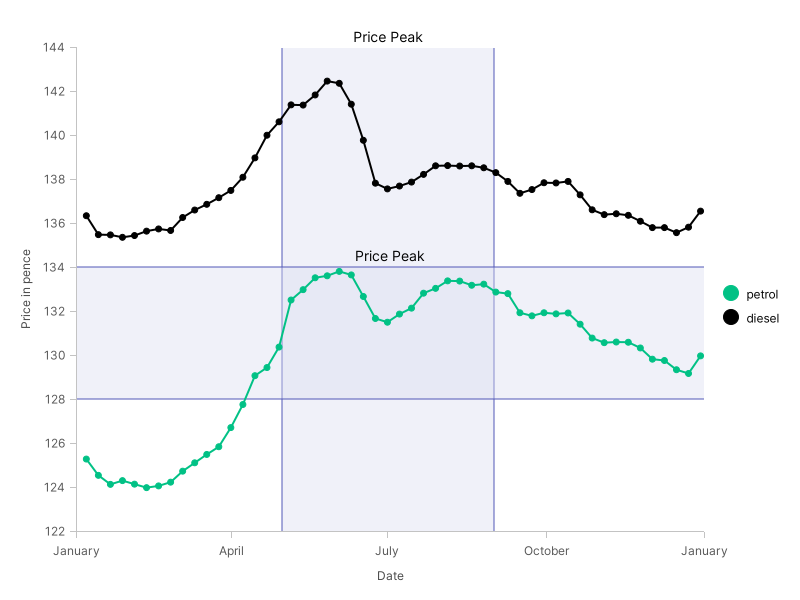 Price Peak
144
142
140
138
136
134
132
130
128
126
124
122
Price Peak
Price in pence
January
April
July
October
January
Date
petrol
diesel